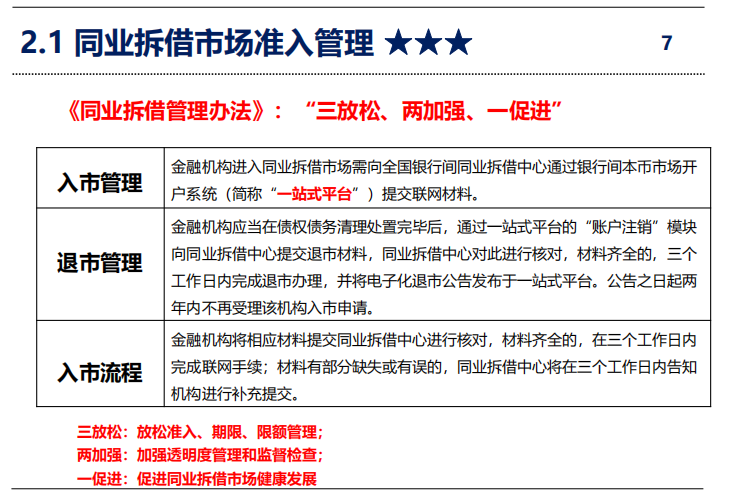 2.1 同业拆借市场准入管理 ★★★
7
《同业拆借管理办法》：“三放松、两加强、一促进”
入市管理
金融机构进入同业拆借市场需向全国银行间同业拆借中心通过银行间本币市场开
户系统（简称“一站式平台”）提交联网材料。
退市管理
金融机构应当在债权债务清理处置完毕后，通过一站式平台的“账户注销”模块
向同业拆借中心提交退市材料，同业拆借中心对此进行核对，材料齐全的，三个
工作日内完成退市办理，并将电子化退市公告发布于一站式平台。公告之日起两
年内不再受理该机构入市申请。
入市流程
金融机构将相应材料提交同业拆借中心进行核对，材料齐全的，在三个工作日内
完成联网手续；材料有部分缺失或有误的，同业拆借中心将在三个工作日内告知
机构进行补充提交。
三放松：放松准入、期限、限额管理；
两加强：加强透明度管理和监督检查；
一促进：促进同业拆借市场健康发展